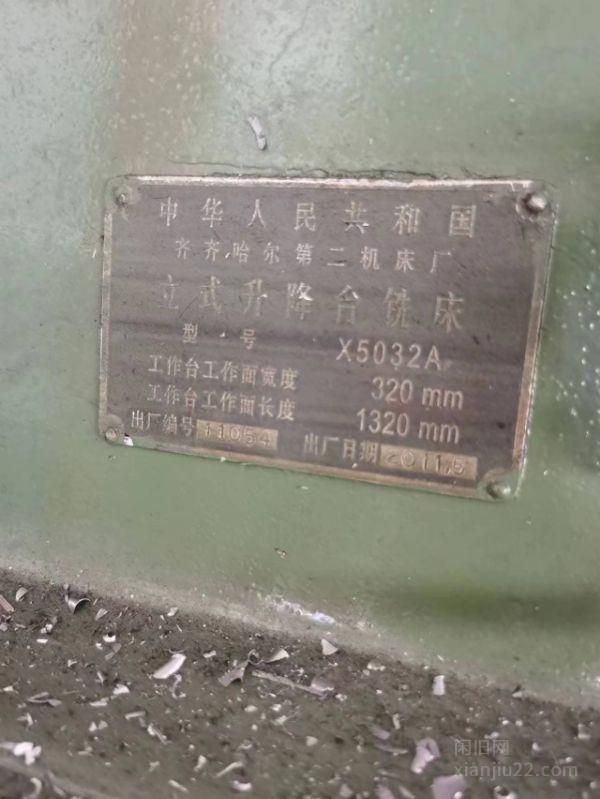 中华人民共和国
齐齐哈尔第二机床厂
立式升降台铣床
型号 X5032A
工作台工作面宽度 320 mm
工作台工作面长度 1320 mm
出厂编号 11054 出厂日期 2011.5
闲旧网
xianjiu22.com